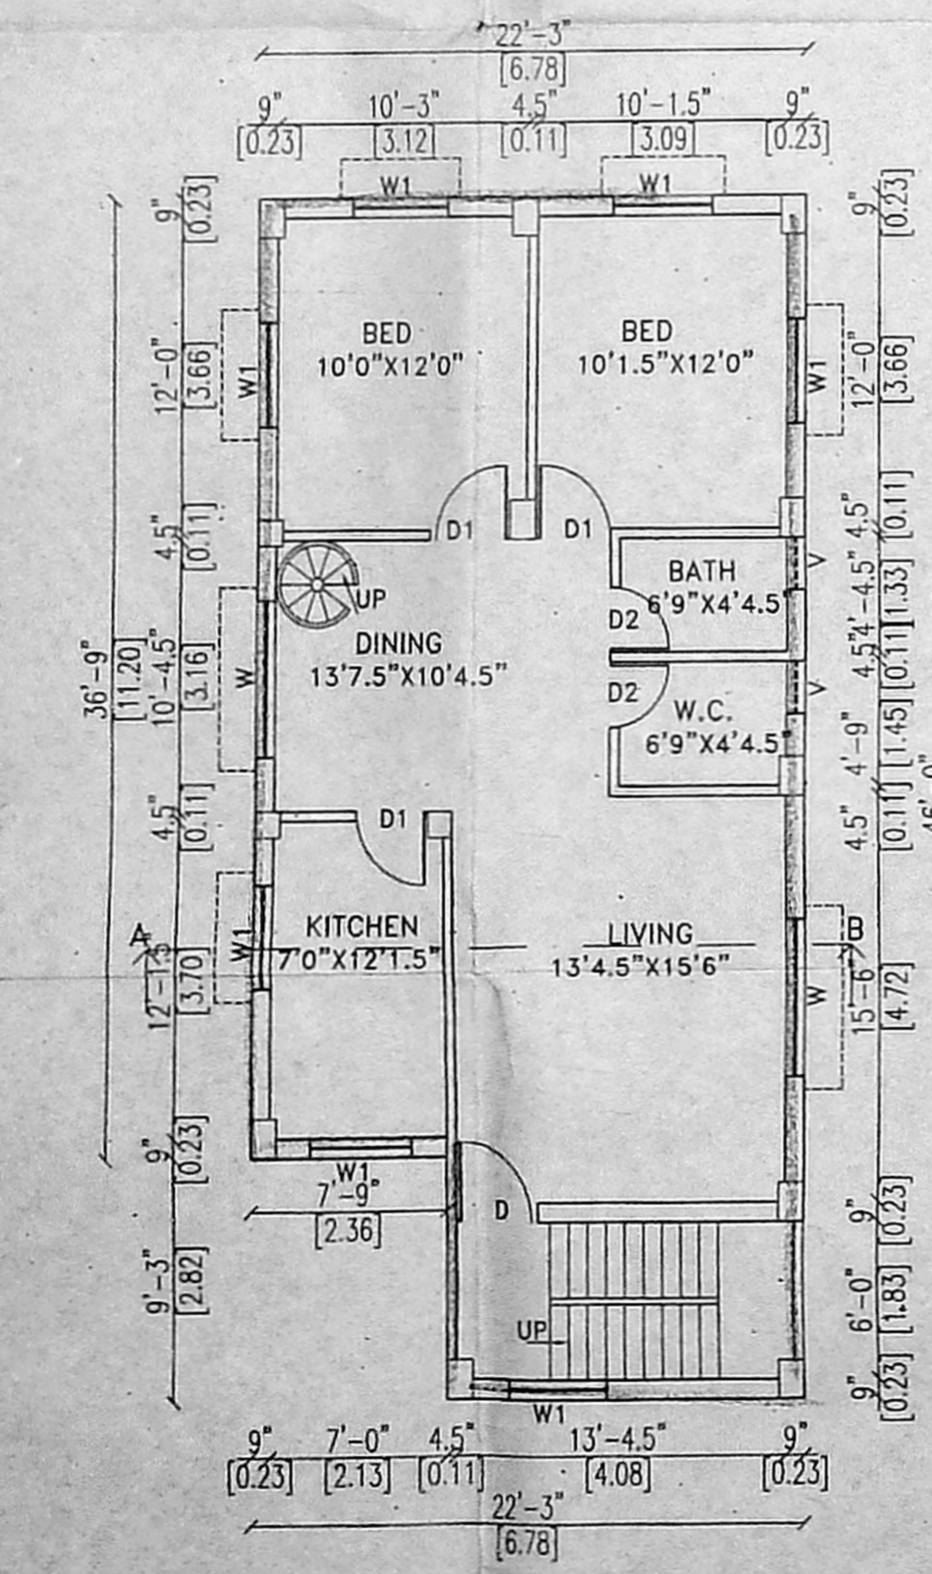 22'-3"
[6.78]
9" 10'-3" 4.5" 10'-1.5" 9"
[0.23] [3.12] [0.11] [3.09] [0.23]
W1 W1
9" [0.23]
9" [0.23]
BED
10'0"X12'0"
BED
10'1.5"X12'0"
12'-0" [3.66]
W1
W1
12'-0" [3.66]
D1 D1
4.5" [0.11]
4.5" [0.11]
V
BATH
6'9"X4'4.5"
4'-4.5" [1.33]
UP
D2
DINING
13'7.5"X10'4.5"
36'-9" [11.20]
10'-4.5" [3.16]
W
4.5" [0.11]
D2
V
W.C.
6'9"X4'4.5"
4'-9" [1.45]
4.5" [0.11]
D1
4.5" [0.11]
KITCHEN
7'0"X12'1.5"
LIVING
13'4.5"X15'6"
A
B
W1
[3.70]
W
15'-6" [4.72]
9" [0.23]
W1
7'-9"
[2.36]
D
9" [0.23]
9'-3" [2.82]
UP
6'-0" [1.83]
9" [0.23]
W1
9" 7'-0" 4.5" 13'-4.5" 9"
[0.23] [2.13] [0.11] [4.08] [0.23]
22'-3"
[6.78]